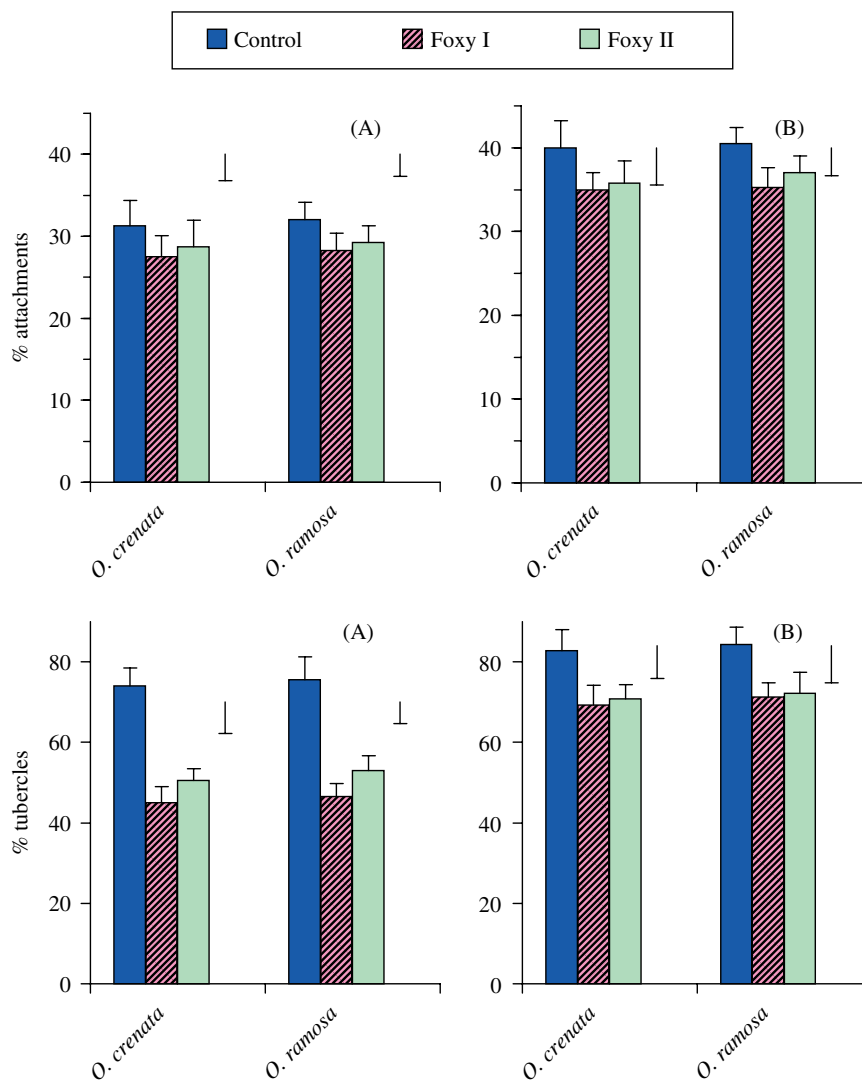 Control Foxy I Foxy II
(A)
% attachments
40
30
20
10
0
O. crenata O. ramosa
(B)
40
30
20
10
0
O. crenata O. ramosa
(A)
% tubercles
80
60
40
20
0
O. crenata O. ramosa
(B)
80
60
40
20
0
O. crenata O. ramosa